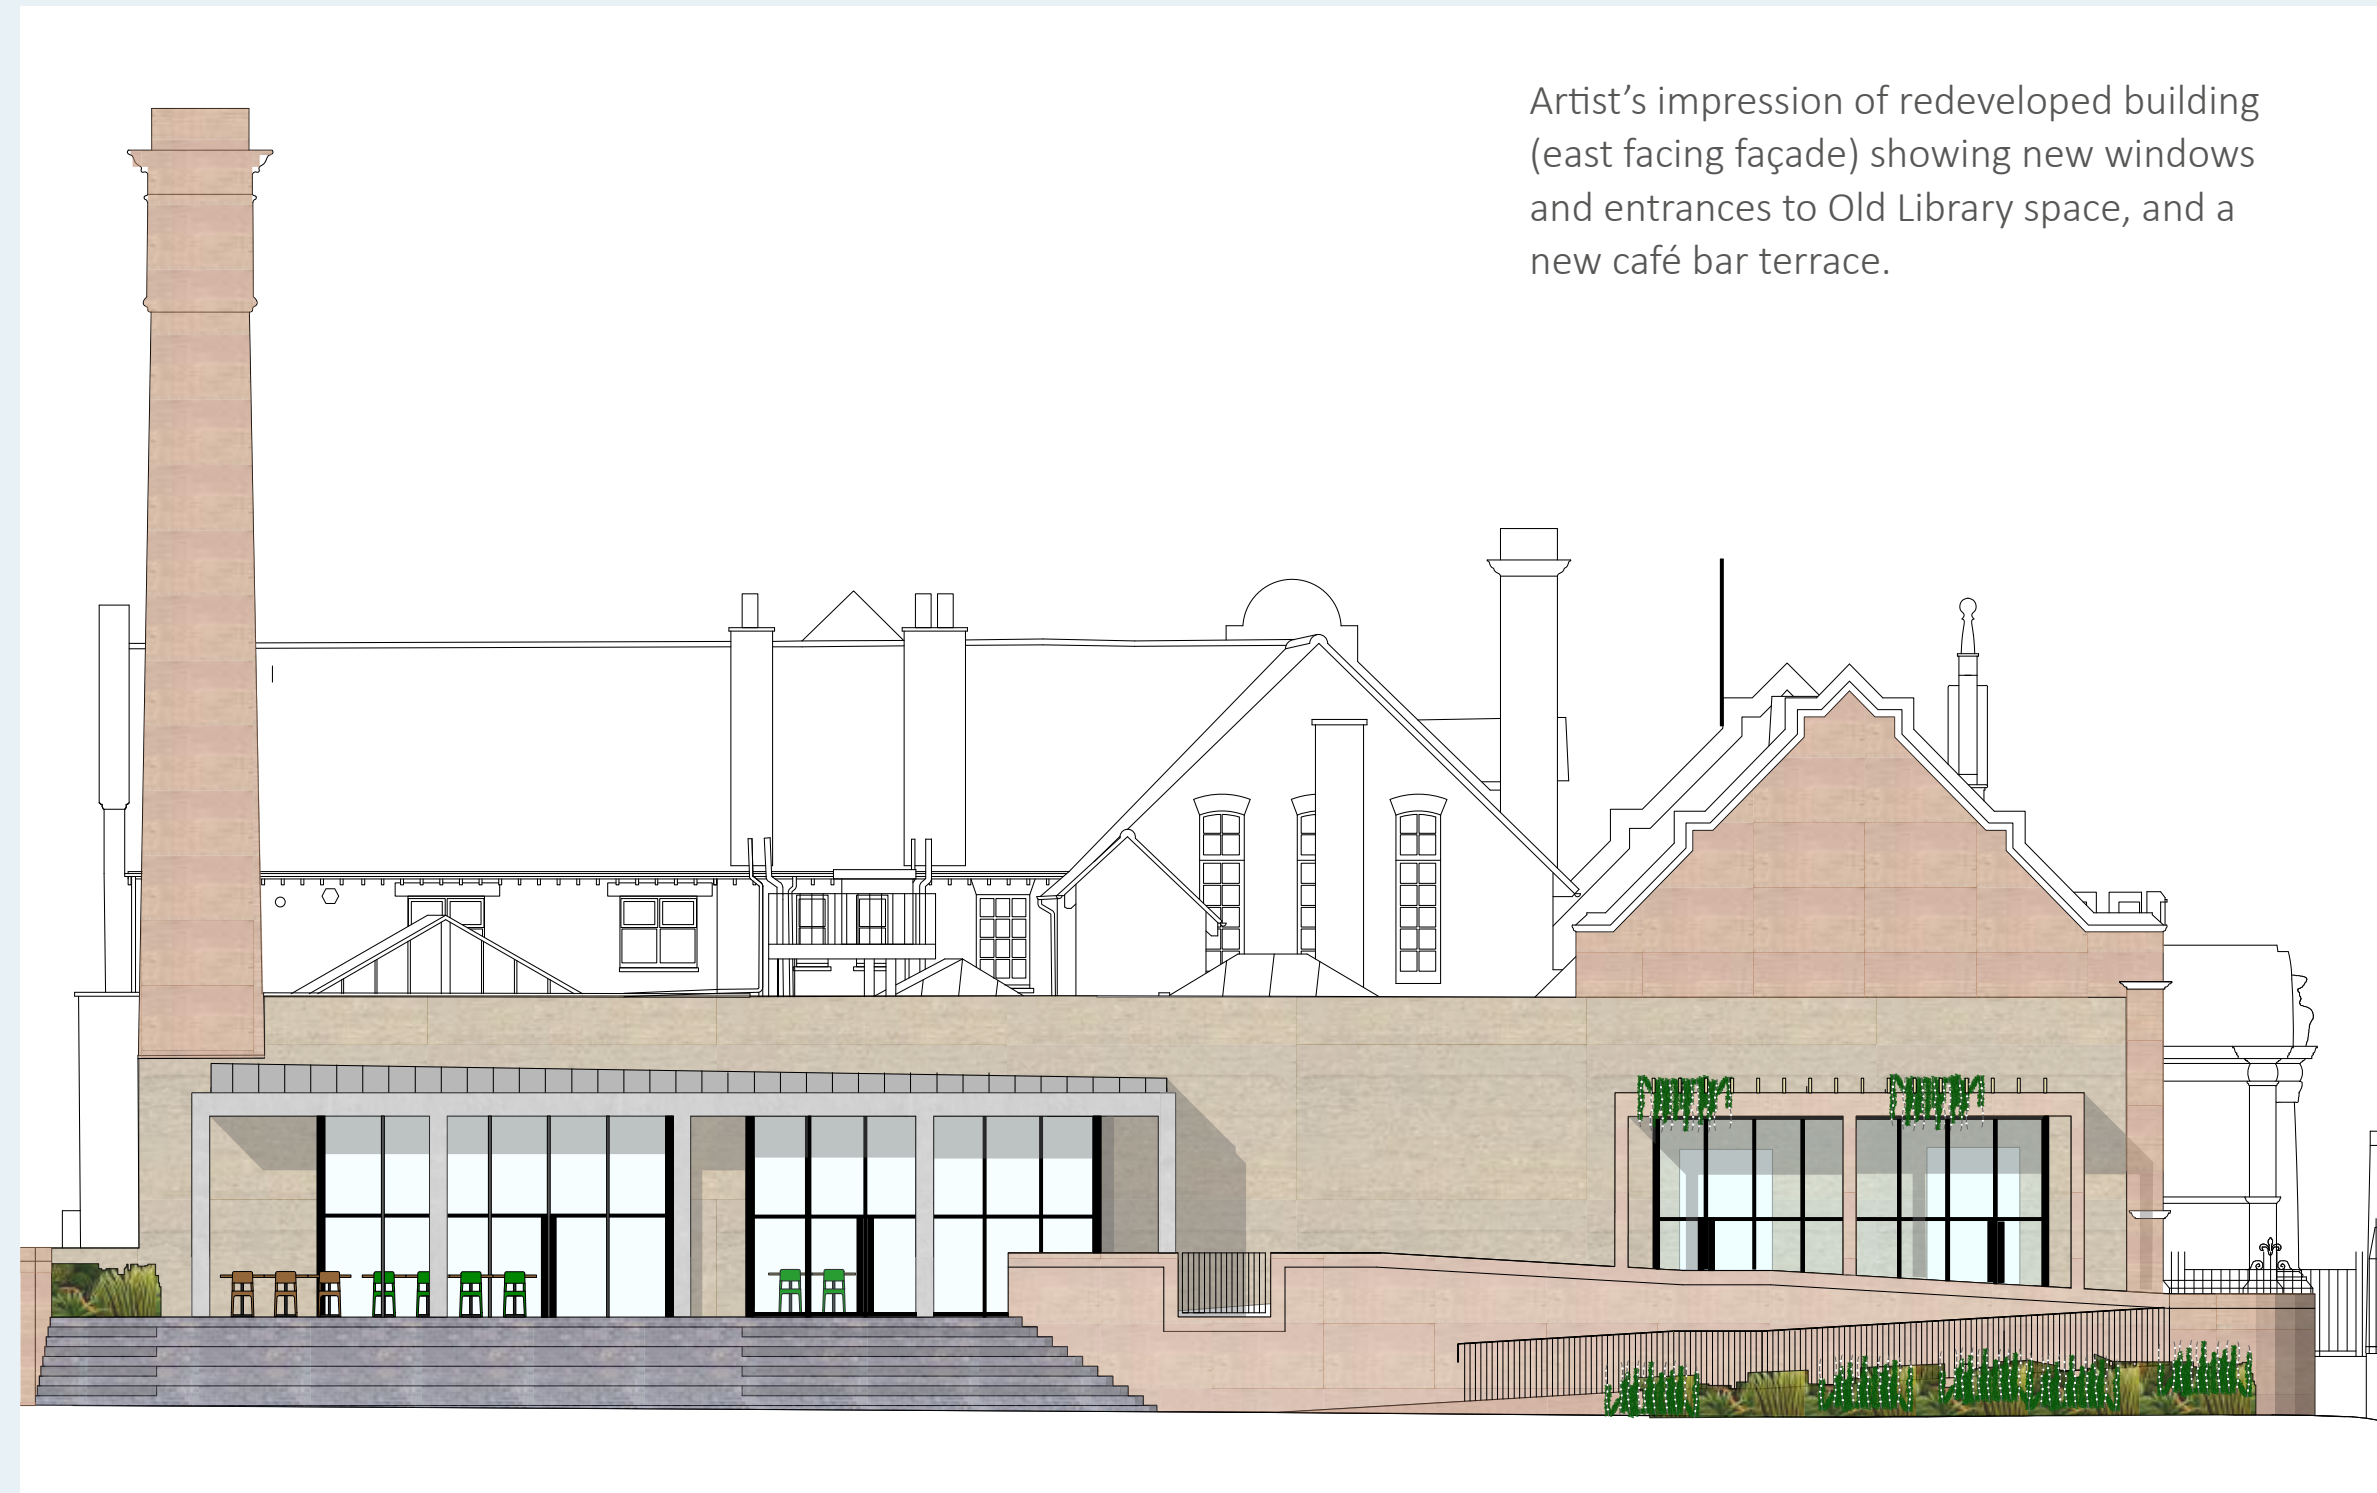 Artist’s impression of redeveloped building
(east facing façade) showing new windows
and entrances to Old Library space, and a
new café bar terrace.